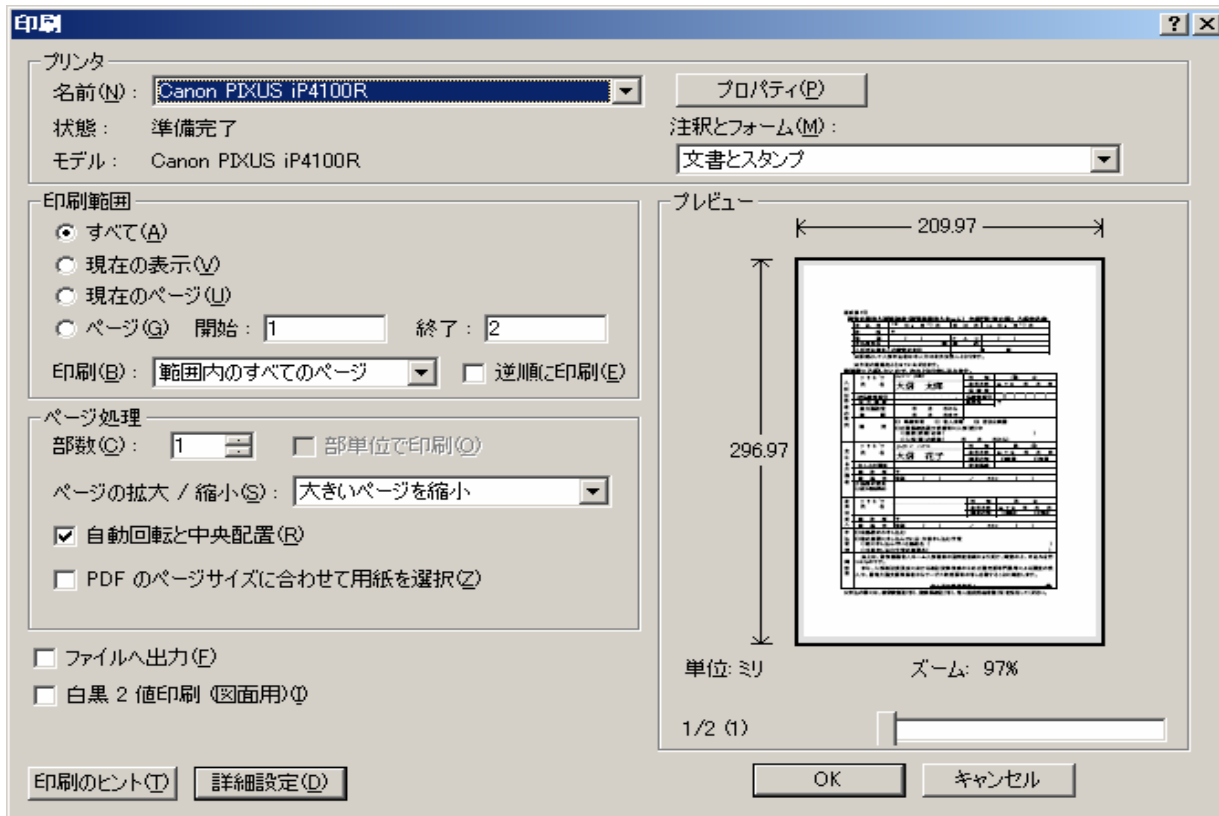 印刷
プリンタ
名前(N)： Canon PIXUS iP4100R
プロパティ(P)
状態： 準備完了
注釈とフォーム(M)：
モデル： Canon PIXUS iP4100R
文書とスタンプ
印刷範囲
すべて(A)
現在の表示(V)
現在のページ(U)
ページ(G) 開始： 1 終了： 2
印刷(B)： 範囲内のすべてのページ 逆順に印刷(E)
ページ処理
部数(C)： 1 部単位で印刷(O)
ページの拡大 / 縮小(S)： 大きいページを縮小
自動回転と中央配置(R)
PDF のページサイズに合わせて用紙を選択(Z)
ファイルへ出力(F)
白黒 2 値印刷 (図面用)(I)
プレビュー
209.97
296.97
大畑 太郎
大畑 花子
単位: ミリ ズーム: 97%
1/2 (1)
印刷のヒント(T) 詳細設定(D) OK キャンセル